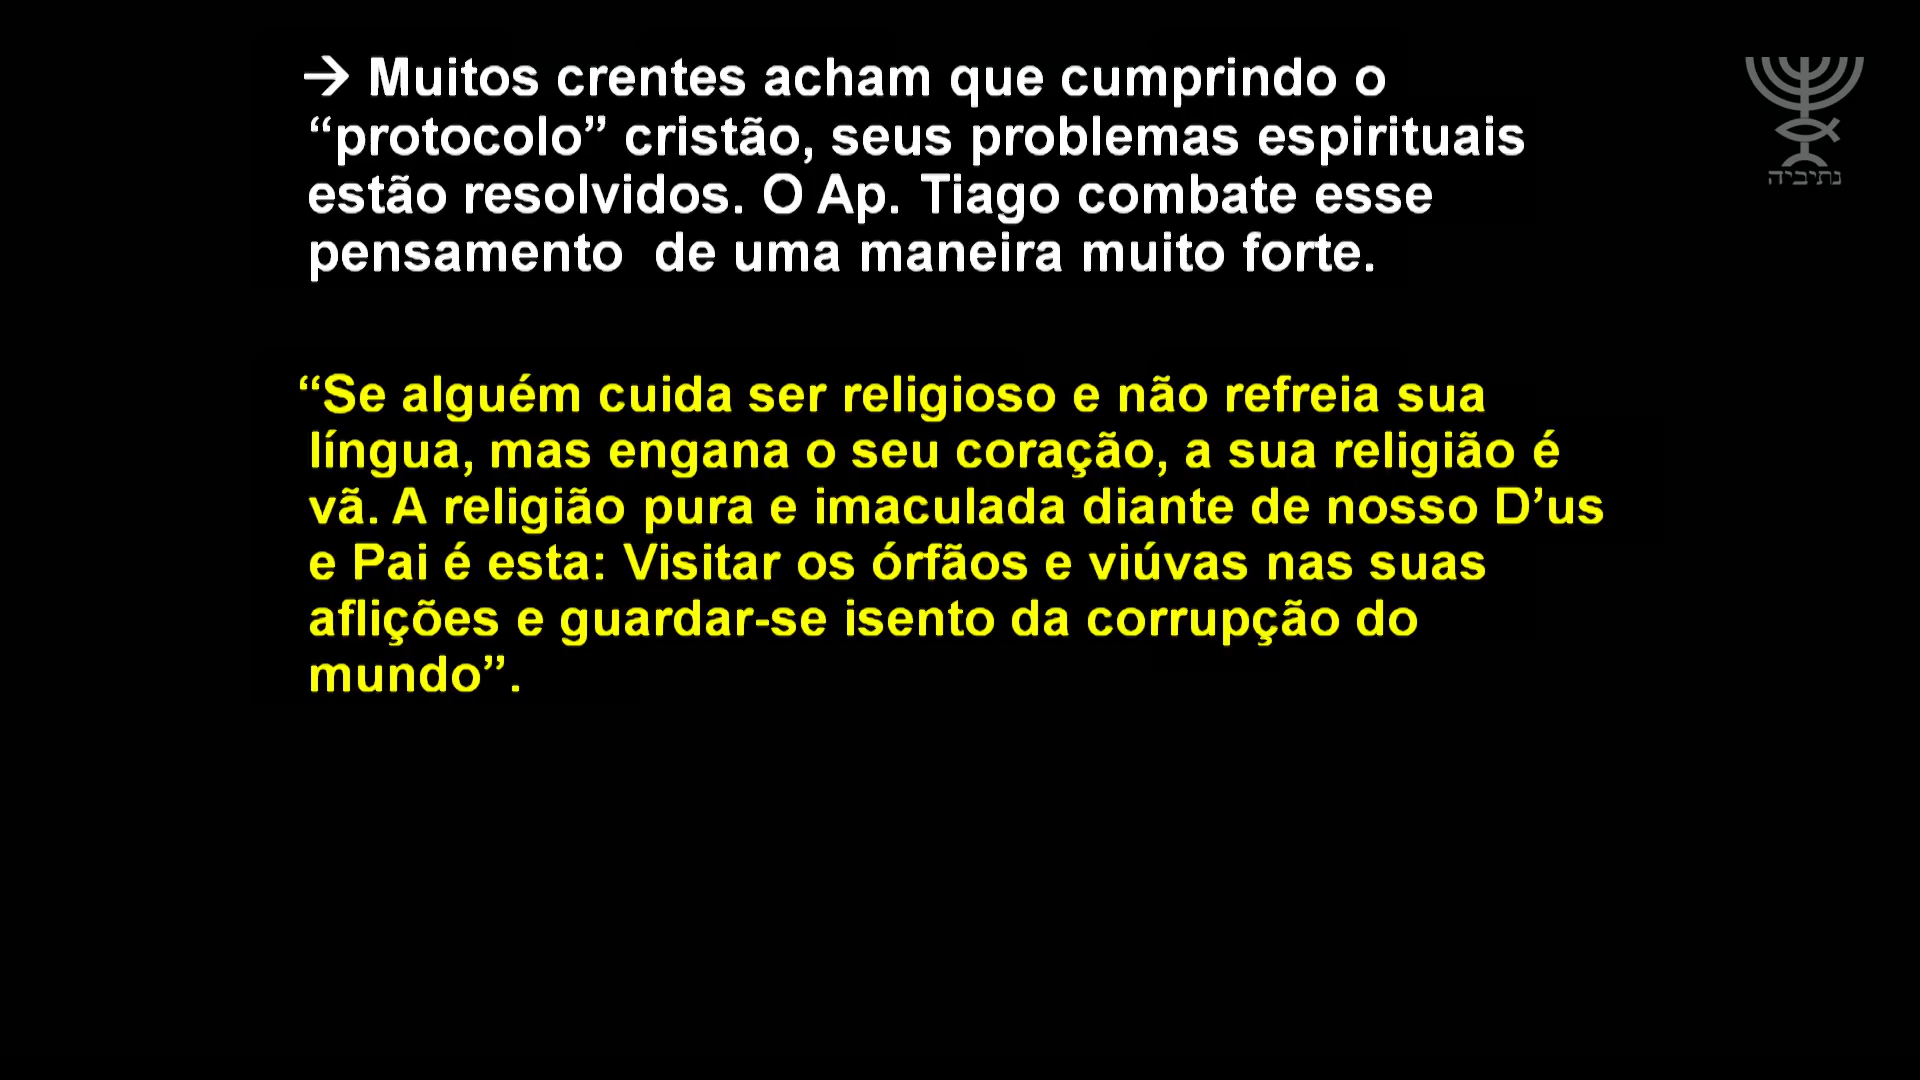 → Muitos crentes acham que cumprindo o
“protocolo” cristão, seus problemas espirituais
estão resolvidos. O Ap. Tiago combate esse
pensamento  de uma maneira muito forte.
“Se alguém cuida ser religioso e não refreia sua
língua, mas engana o seu coração, a sua religião é
vã. A religião pura e imaculada diante de nosso D’us
e Pai é esta: Visitar os órfãos e viúvas nas suas
aflições e guardar-se isento da corrupção do
mundo”.
נתיביה